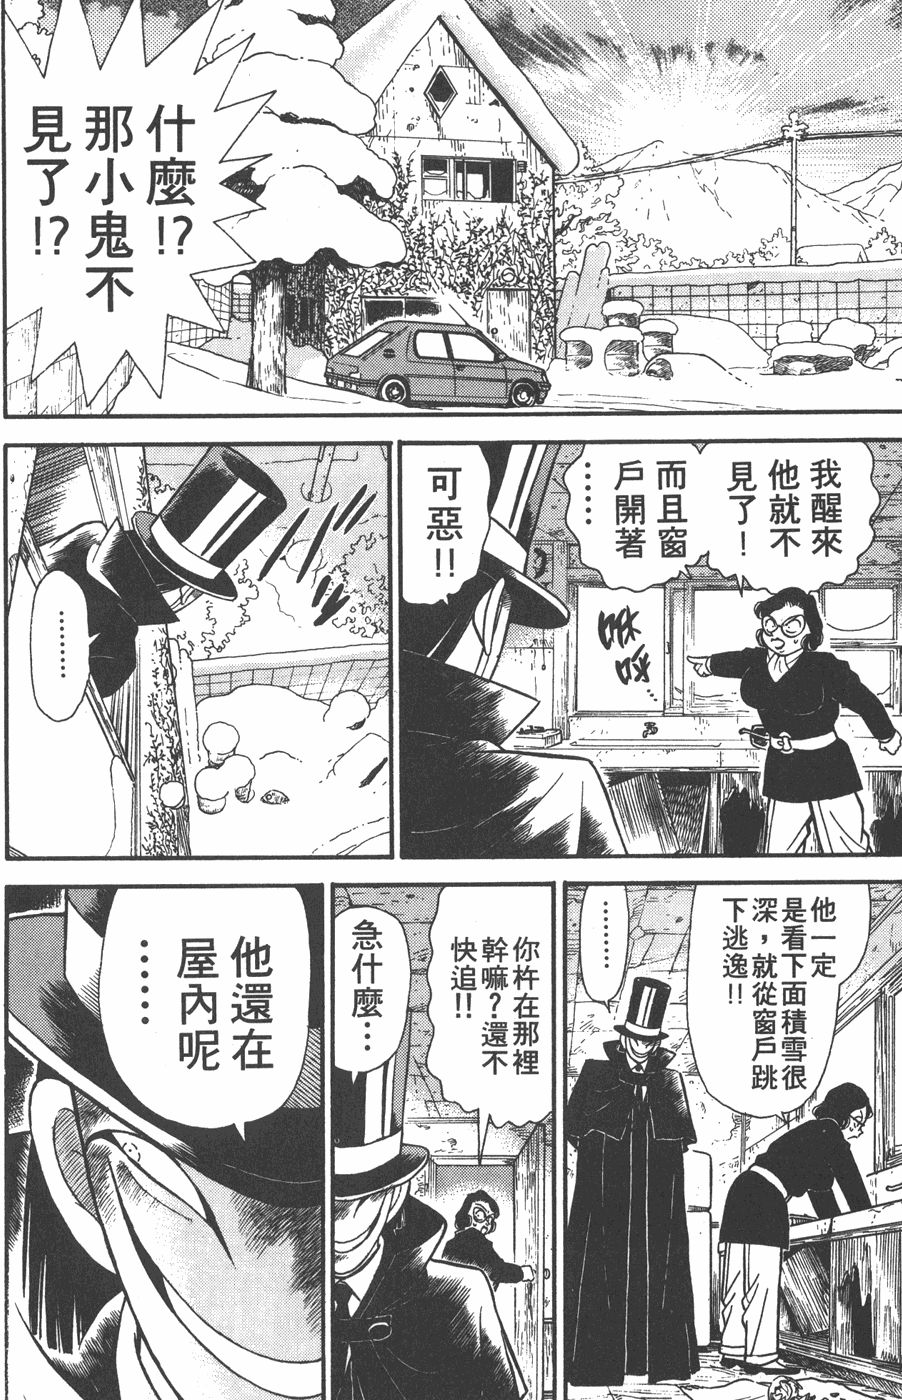 什麼!?
那小鬼不
見了!?
我醒來
他就不
見了!
而且窗
戶開著
……
可惡!!
……
他一定
是看下面積雪很
深，就從窗戶跳
下逃逸!!
……
你杵在那裡
幹嘛？還不
快追!!
急什麼…
他還在
屋內呢
……